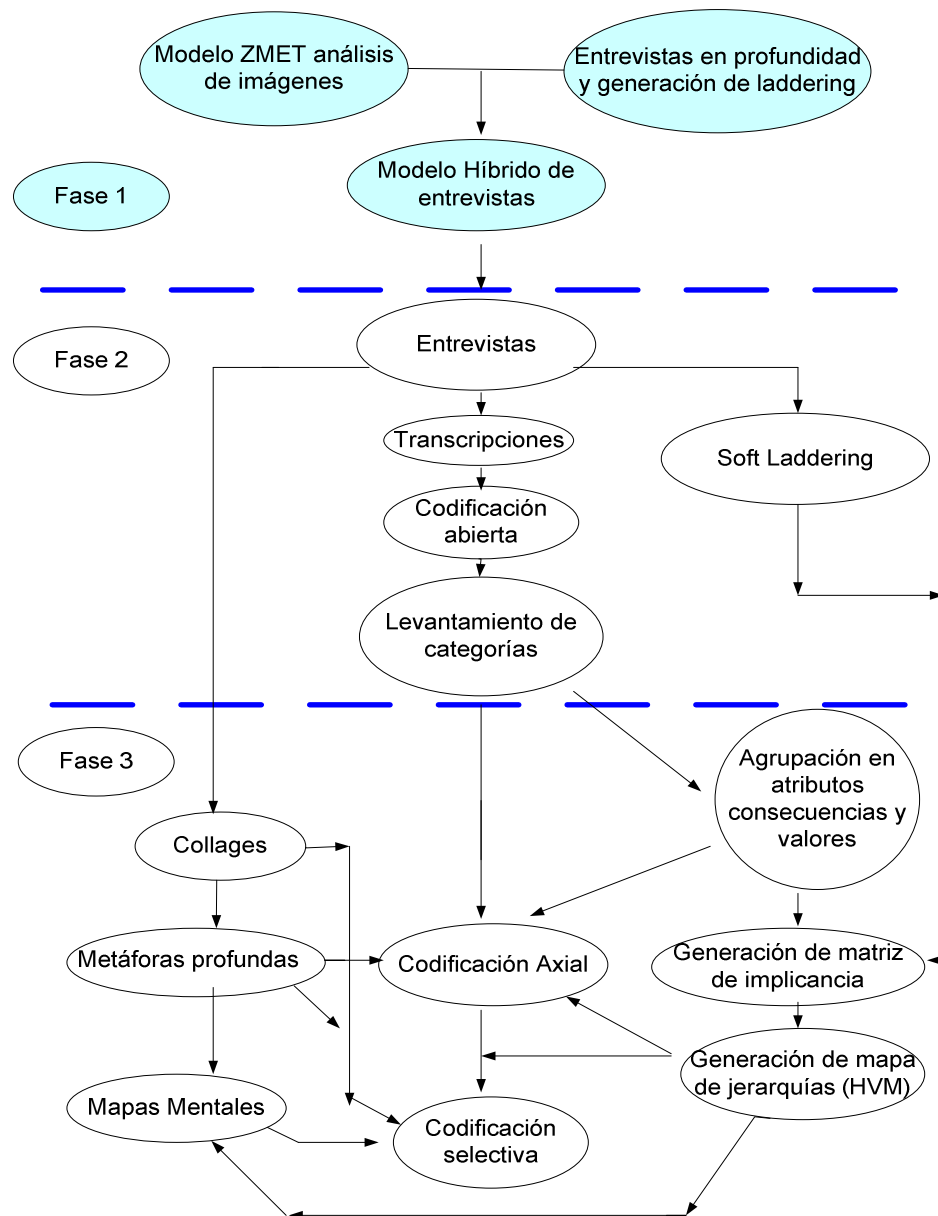 Modelo ZMET análisis
de imágenes
Entrevistas en profundidad
y generación de laddering
Modelo Híbrido de
entrevistas
Fase 1
Entrevistas
Fase 2
Transcripciones
Soft Laddering
Codificación
abierta
Levantamiento de
categorías
Fase 3
Agrupación en
atributos
consecuencias y
valores
Collages
Metáforas profundas
Codificación Axial
Generación de matriz
de implicancia
Generación de mapa
de jerarquías (HVM)
Mapas Mentales
Codificación
selectiva